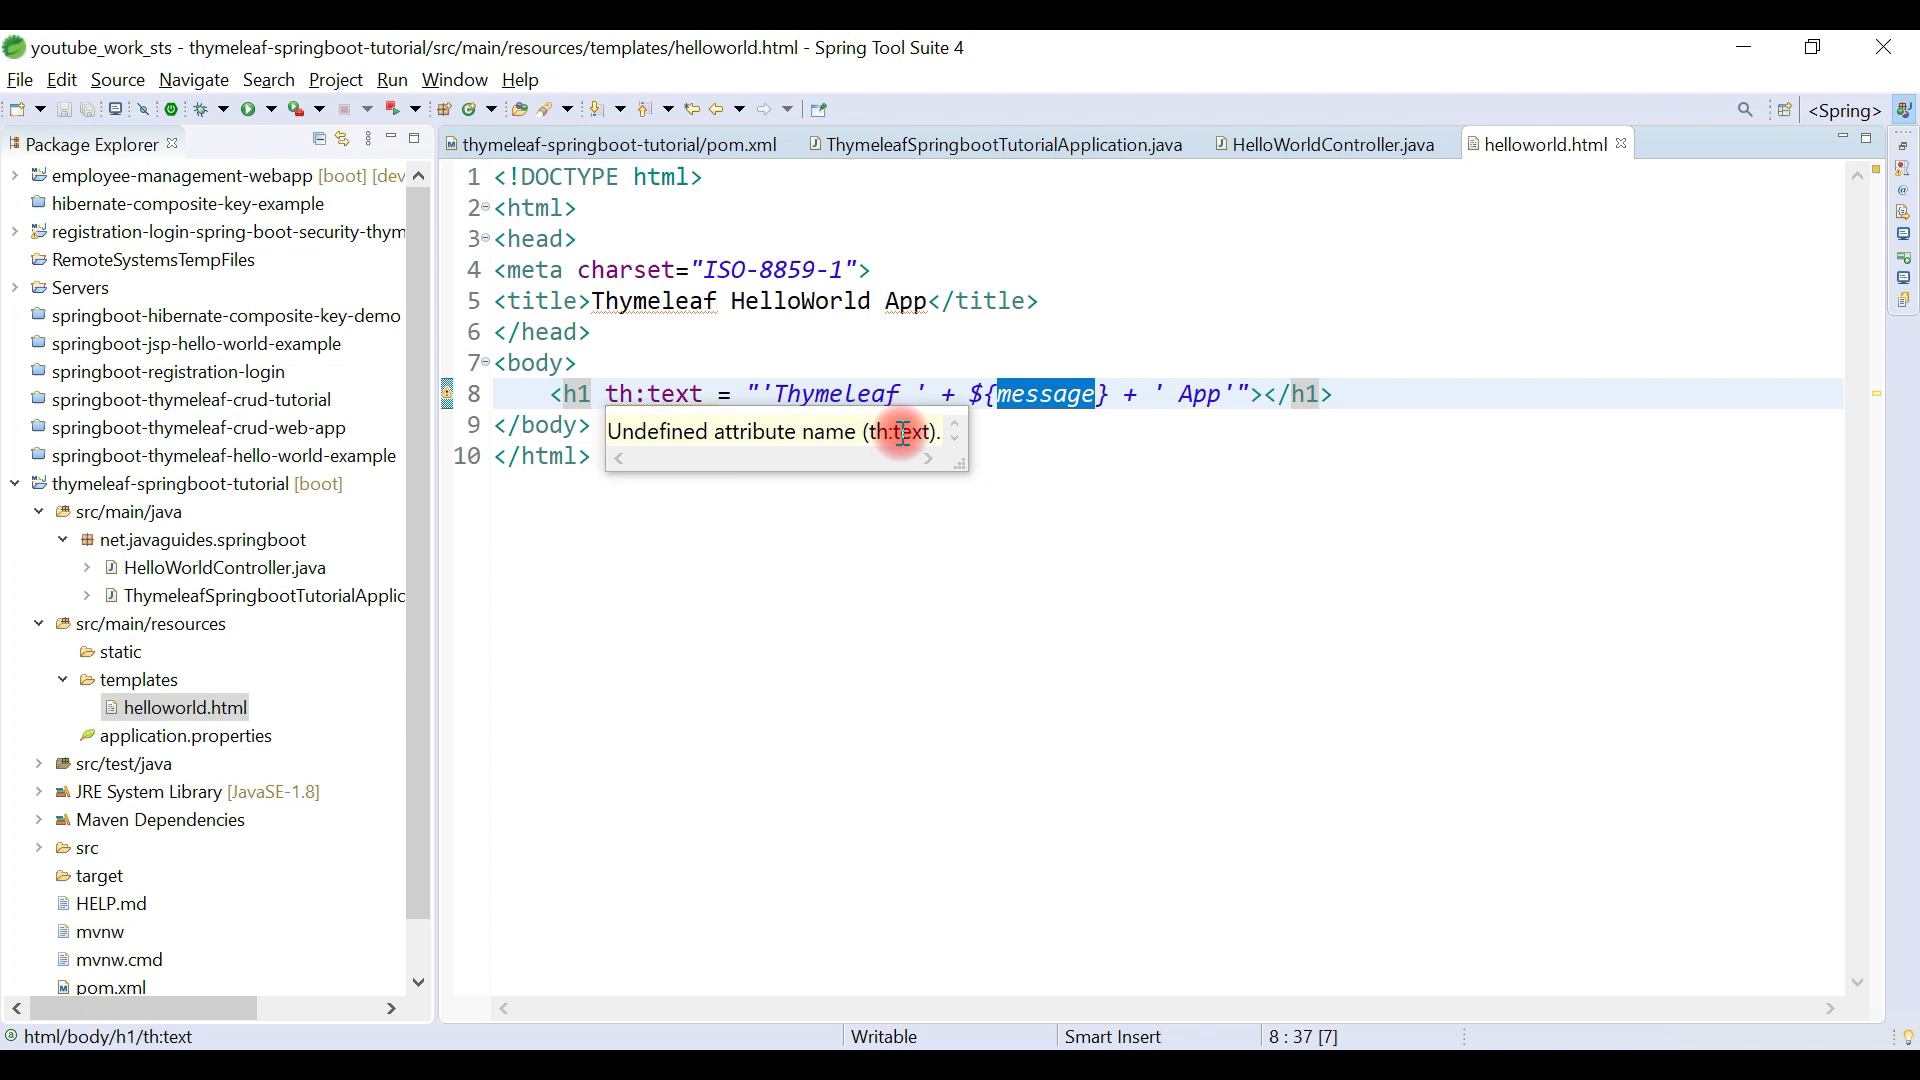 youtube_work_sts - thymeleaf-springboot-tutorial/src/main/resources/templates/helloworld.html - Spring Tool Suite 4
File Edit Source Navigate Search Project Run Window Help
<Spring>
Package Explorer
thymeleaf-springboot-tutorial/pom.xml ThymeleafSpringbootTutorialApplication.java HelloWorldController.java helloworld.html
employee-management-webapp [boot] [dev
hibernate-composite-key-example
registration-login-spring-boot-security-thym
RemoteSystemsTempFiles
Servers
springboot-hibernate-composite-key-demo
springboot-jsp-hello-world-example
springboot-registration-login
springboot-thymeleaf-crud-tutorial
springboot-thymeleaf-crud-web-app
springboot-thymeleaf-hello-world-example
thymeleaf-springboot-tutorial [boot]
src/main/java
net.javaguides.springboot
HelloWorldController.java
ThymeleafSpringbootTutorialApplic
src/main/resources
static
templates
helloworld.html
application.properties
src/test/java
JRE System Library [JavaSE-1.8]
Maven Dependencies
src
target
HELP.md
mvnw
mvnw.cmd
pom.xml
1 <!DOCTYPE html>
2 <html>
3 <head>
4 <meta charset="ISO-8859-1">
5 <title>Thymeleaf HelloWorld App</title>
6 </head>
7 <body>
8 <h1 th:text = "'Thymeleaf ' + ${message} + ' App'"></h1>
9 </body>
10 </html>
Undefined attribute name (th:text).
html/body/h1/th:text Writable Smart Insert 8 : 37 [7]